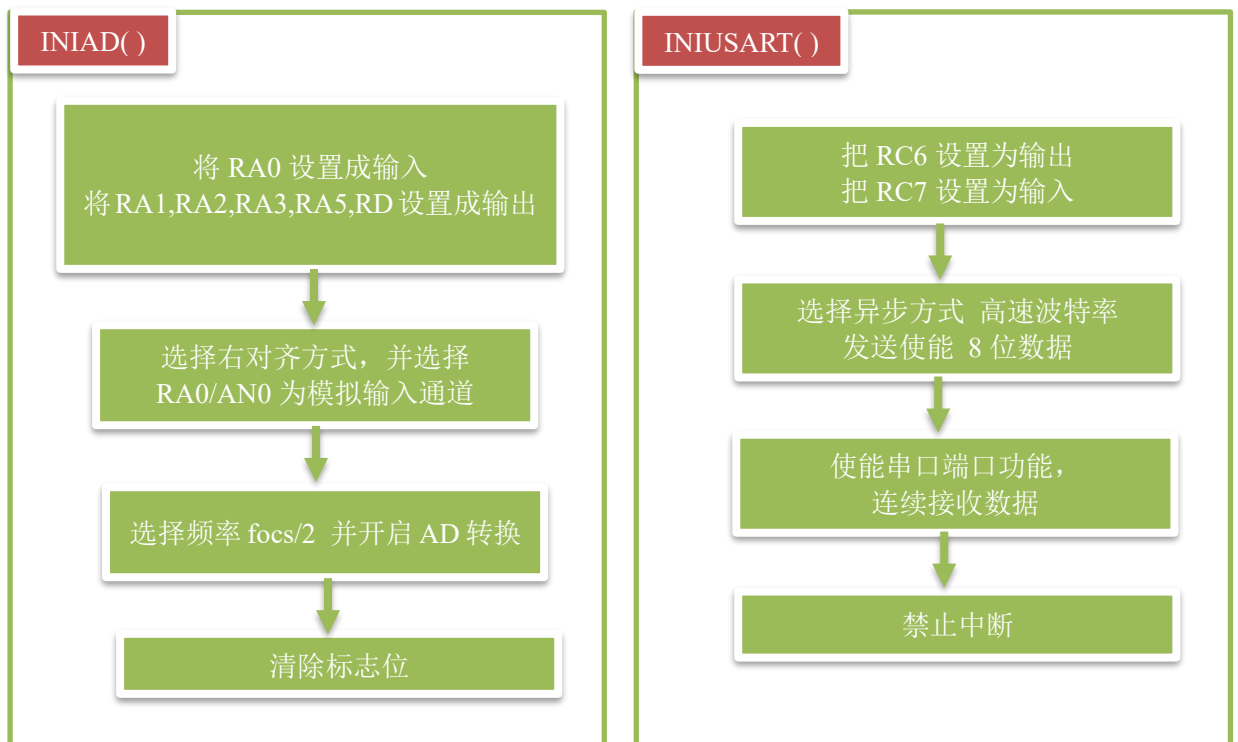 INIAD( )
将 RA0 设置成输入
将RA1,RA2,RA3,RA5,RD设置成输出
选择右对齐方式，并选择
RA0/AN0 为模拟输入通道
选择频率 focs/2 并开启 AD 转换
清除标志位
INIUSART( )
把 RC6 设置为输出
把 RC7 设置为输入
选择异步方式 高速波特率
发送使能 8 位数据
使能串口端口功能，
连续接收数据
禁止中断